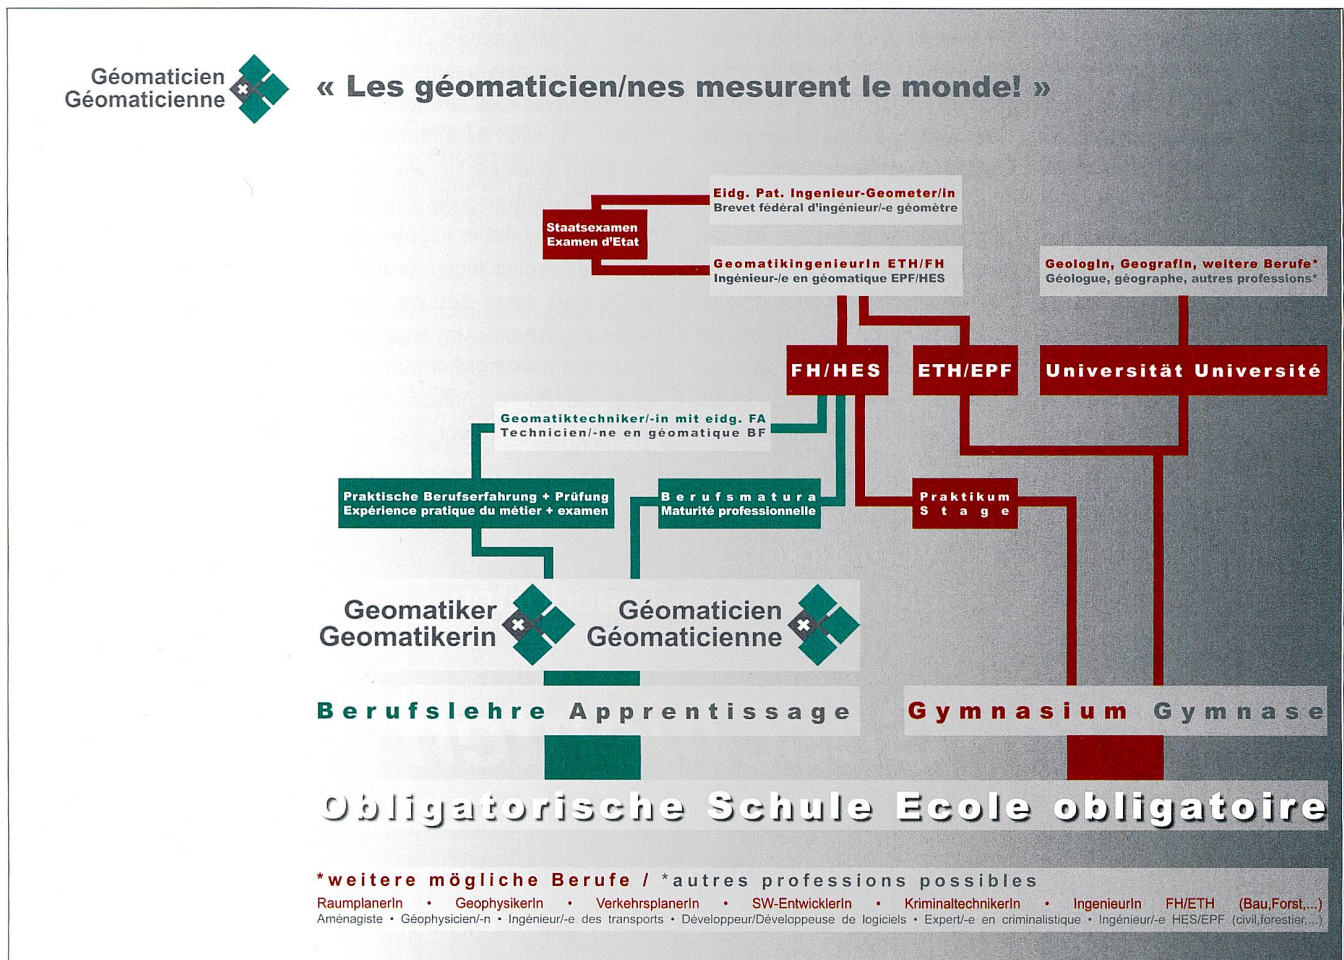 Géomaticien
Géomaticienne
« Les géomaticien/nes mesurent le monde! »
Eidg. Pat. Ingenieur-Geometer/in
Brevet fédéral d'ingénieur/-e géomètre
Staatsexamen
Examen d'Etat
GeomatikingenieurIn ETH/FH
Ingénieur-/e en géomatique EPF/HES
GeologIn, GeografIn, weitere Berufe*
Géologue, géographe, autres professions*
FH/HES
ETH/EPF
Universität Université
Geomatiktechniker/-in mit eidg. FA
Technicien/-ne en géomatique BF
Praktische Berufserfahrung + Prüfung
Expérience pratique du métier + examen
Berufsmatura
Maturité professionnelle
Praktikum
Stage
Geomatiker
Geomatikerin
Géomaticien
Géomaticienne
Berufslehre Apprentissage
Gymnasium Gymnase
Obligatorische Schule Ecole obligatoire
*weitere mögliche Berufe / *autres professions possibles
RaumplanerIn • GeophysikerIn • VerkehrsplanerIn • SW-EntwicklerIn • KriminaltechnikerIn • IngenieurIn FH/ETH (Bau,Forst,...)
Aménagiste • Géophysicien/-n • Ingénieur/-e des transports • Développeur/Développeuse de logiciels • Expert/-e en criminalistique • Ingénieur/-e HES/EPF (civil,forestier,...)